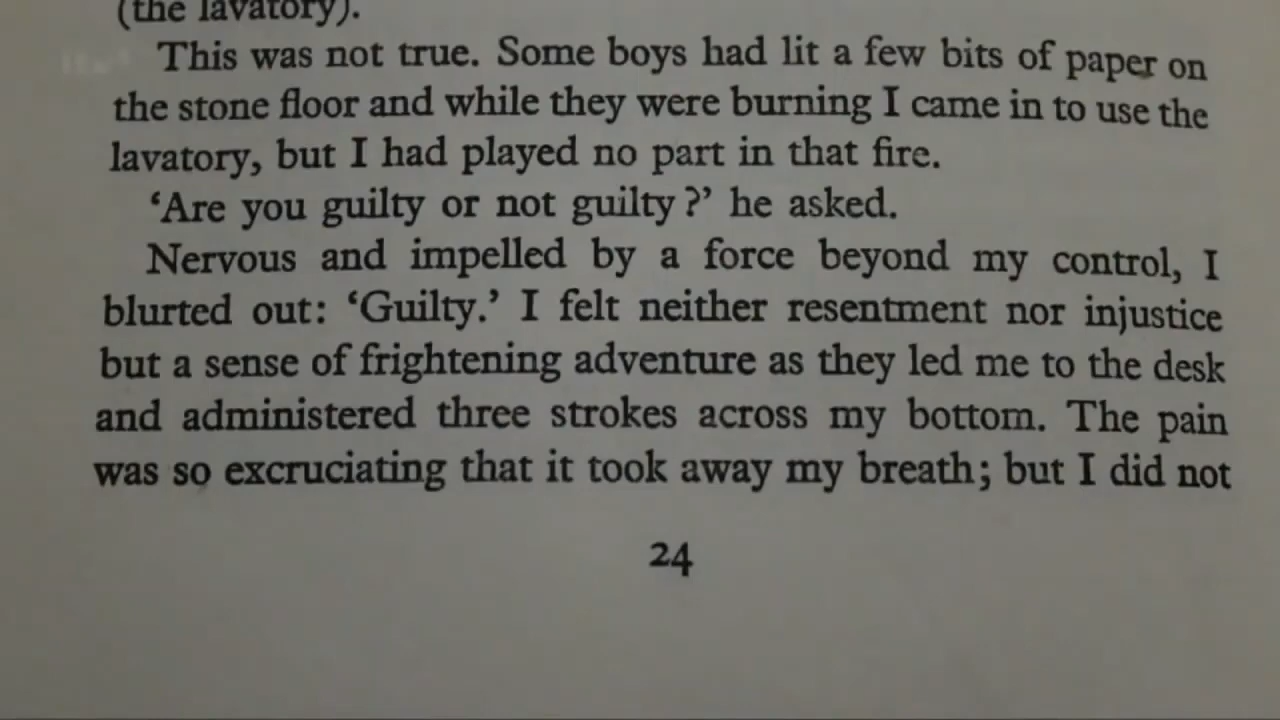 (the lavatory).
This was not true. Some boys had lit a few bits of paper on
the stone floor and while they were burning I came in to use the
lavatory, but I had played no part in that fire.
‘Are you guilty or not guilty?’ he asked.
Nervous and impelled by a force beyond my control, I
blurted out: ‘Guilty.’ I felt neither resentment nor injustice
but a sense of frightening adventure as they led me to the desk
and administered three strokes across my bottom. The pain
was so excruciating that it took away my breath; but I did not
24